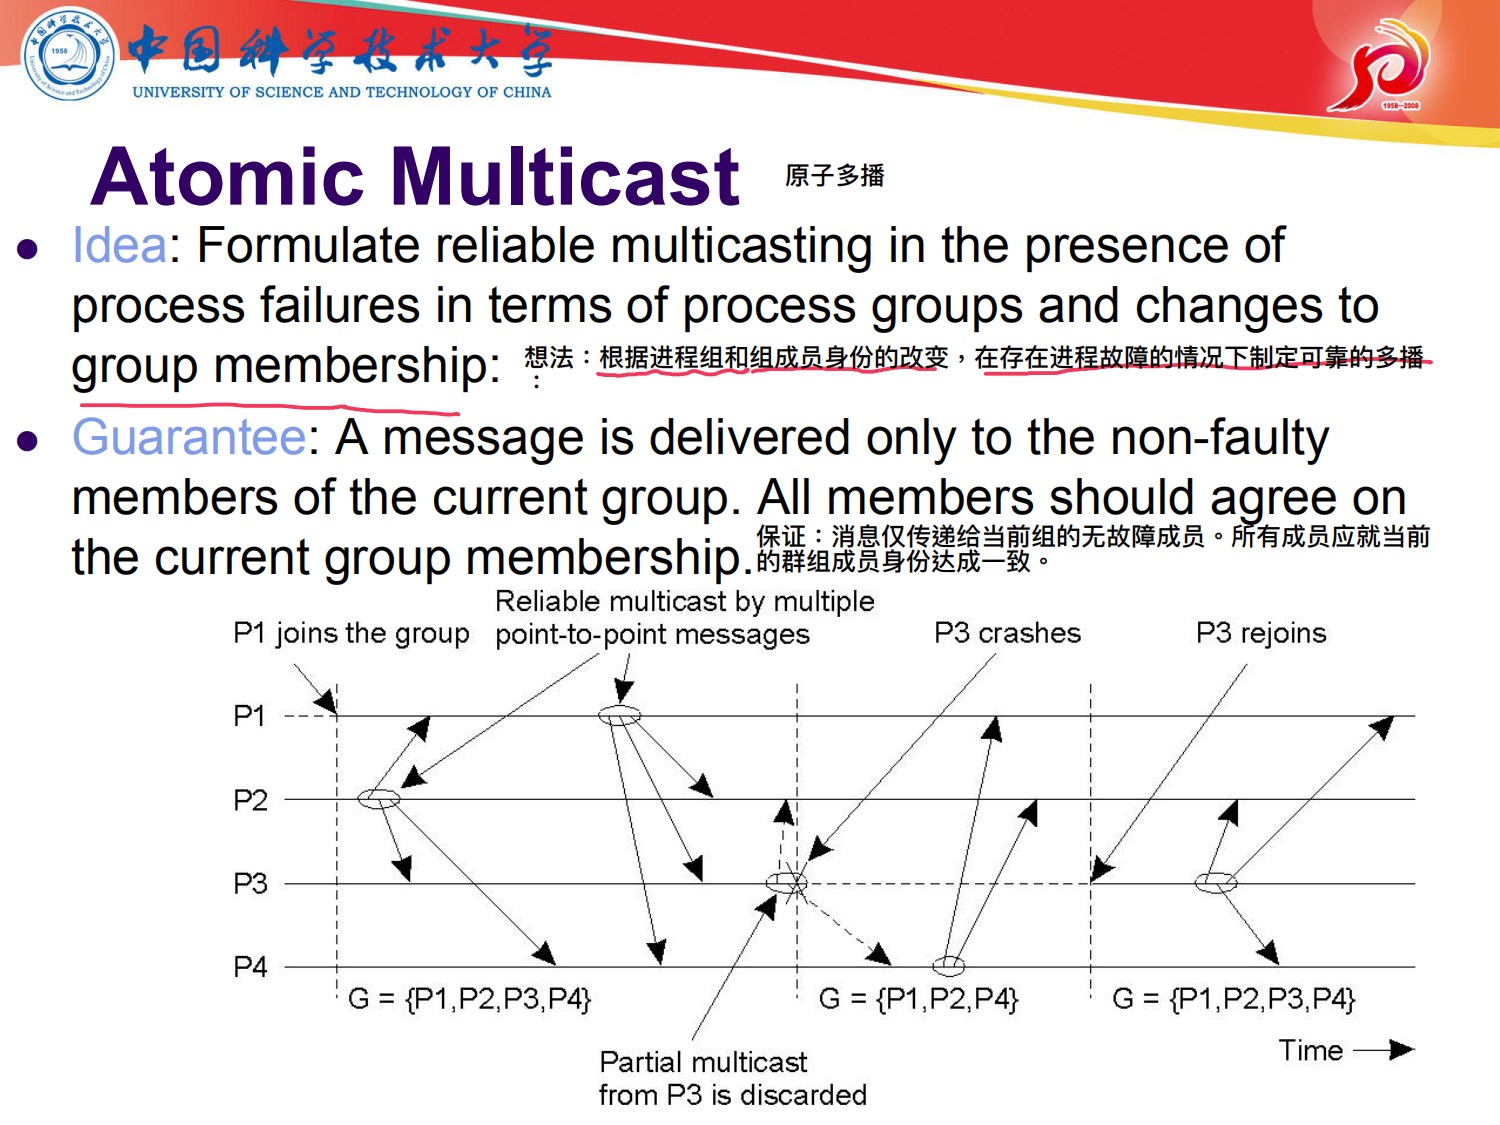 中国科学技术大学
UNIVERSITY OF SCIENCE AND TECHNOLOGY OF CHINA
1958
1958—2008
Atomic Multicast
原子多播
Idea: Formulate reliable multicasting in the presence of
process failures in terms of process groups and changes to
group membership:
想法：根据进程组和组成员身份的改变，在存在进程故障的情况下制定可靠的多播
：
Guarantee: A message is delivered only to the non-faulty
members of the current group. All members should agree on
the current group membership.
保证：消息仅传递给当前组的无故障成员。所有成员应就当前
的群组成员身份达成一致。
Reliable multicast by multiple
point-to-point messages
P1 joins the group
P3 crashes
P3 rejoins
P1
P2
P3
P4
G = {P1,P2,P3,P4}
G = {P1,P2,P4}
G = {P1,P2,P3,P4}
Time
Partial multicast
from P3 is discarded